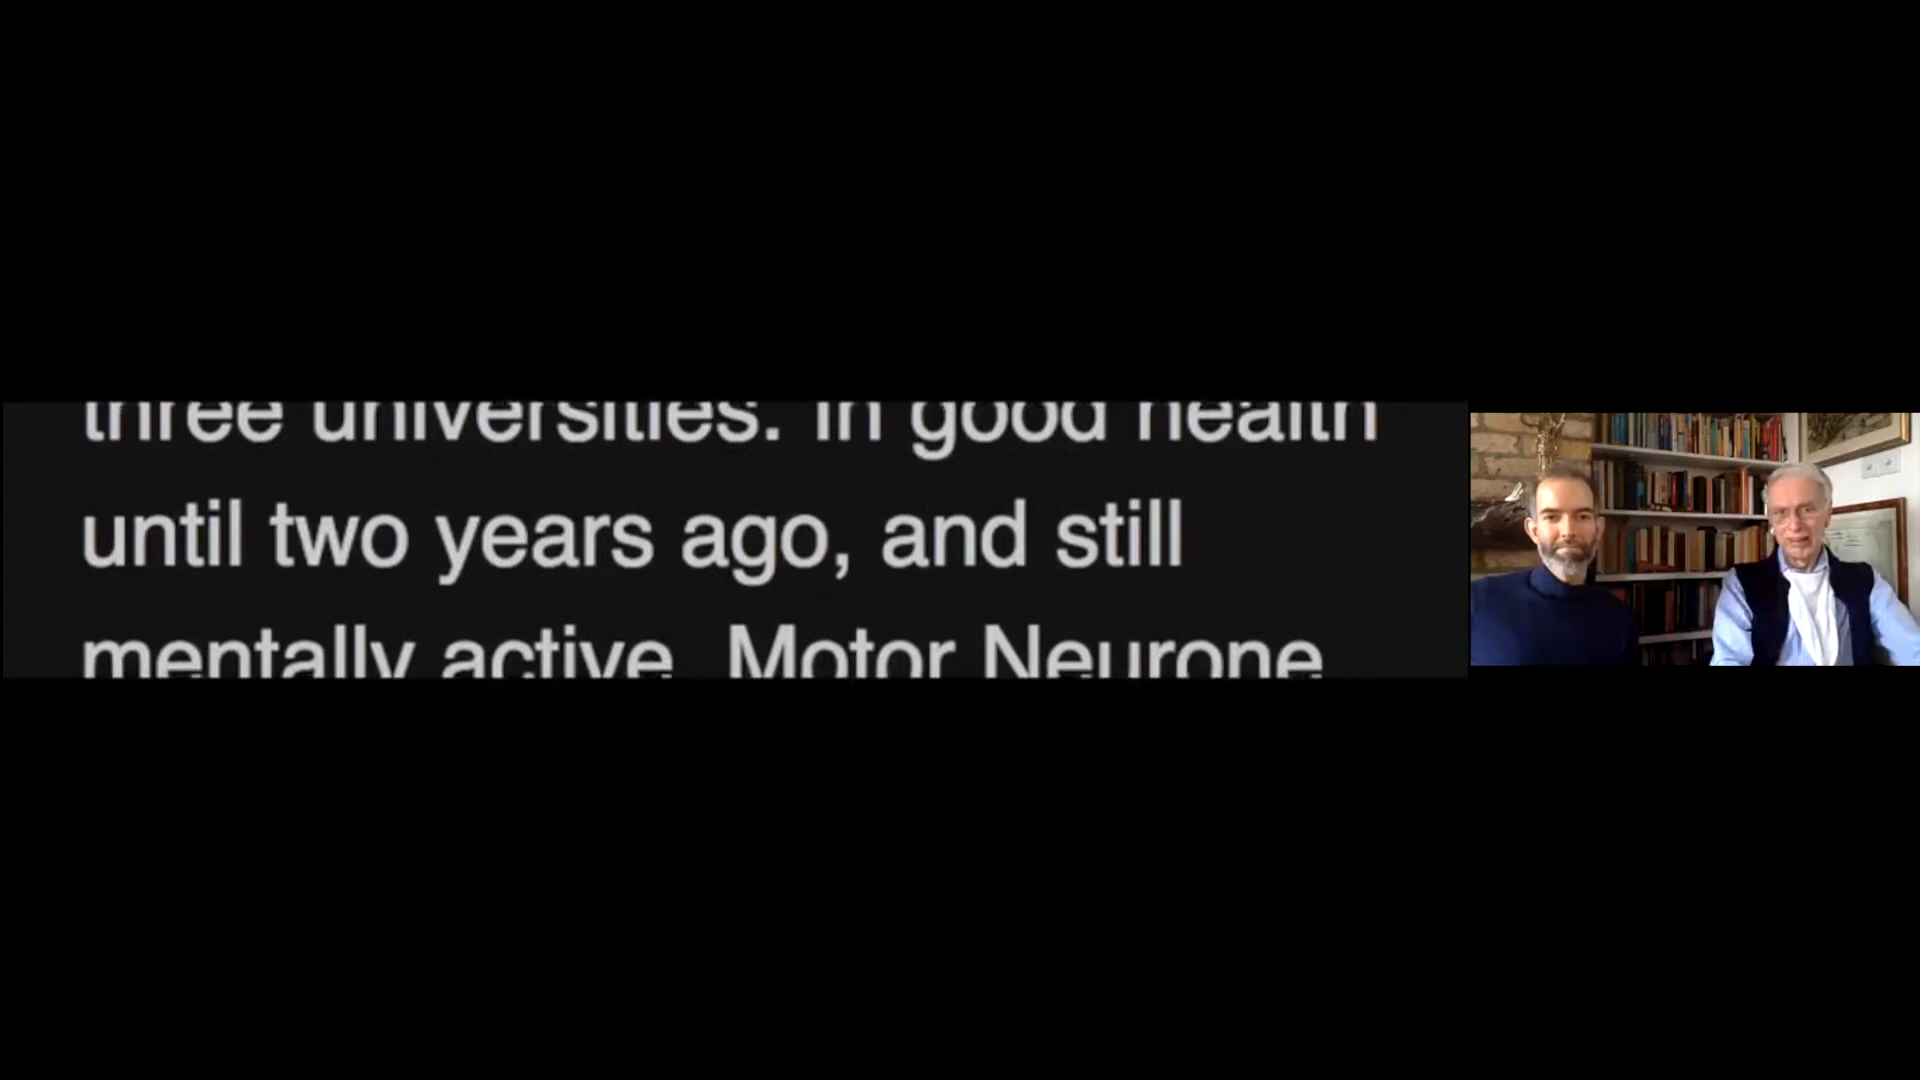 three universities. In good health
until two years ago, and still
mentally active. Motor Neurone